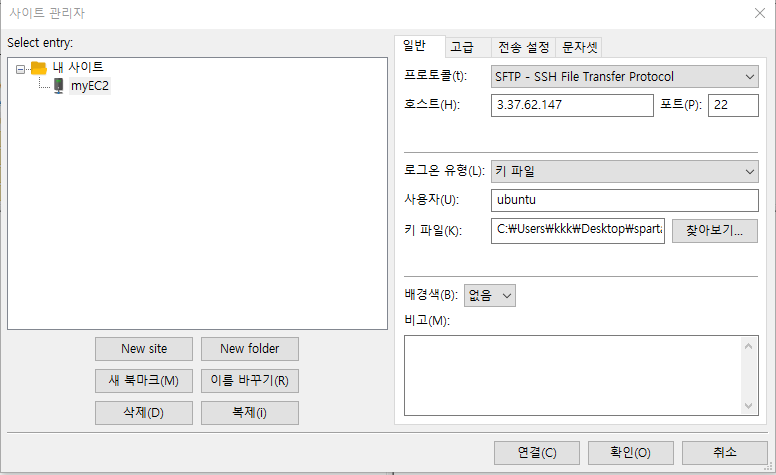 사이트 관리자
Select entry:
내 사이트
myEC2
New site
New folder
새 북마크(M)
이름 바꾸기(R)
삭제(D)
복제(i)
일반
고급
전송 설정
문자셋
프로토콜(t):
SFTP - SSH File Transfer Protocol
호스트(H):
3.37.62.147
포트(P):
22
로그온 유형(L):
키 파일
사용자(U):
ubuntu
키 파일(K):
C:₩Users₩kkk₩Desktop₩sparta
찾아보기...
배경색(B):
없음
비고(M):
연결(C)
확인(O)
취소